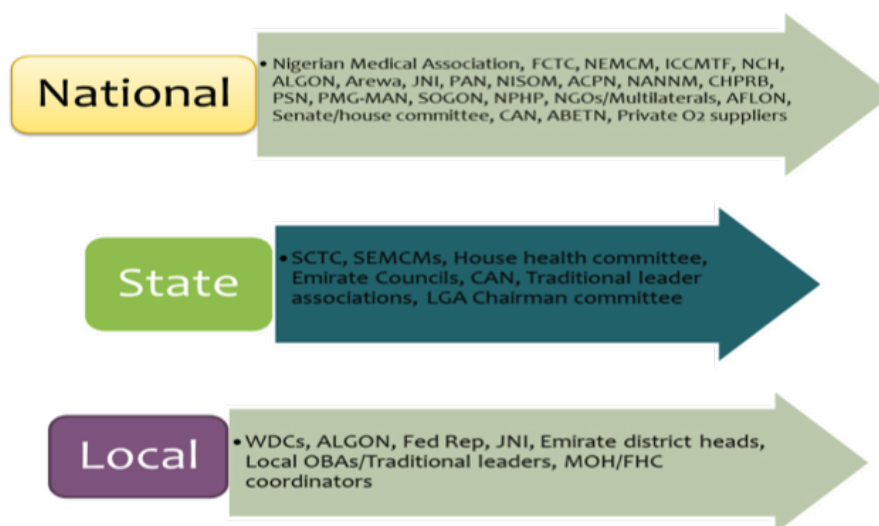 National
• Nigerian Medical Association, FCTC, NEMCM, ICCMTF, NCH,
ALGON, Arewa, JNI, PAN, NISOM, ACPN, NANNM, CHPRB,
PSN, PMG-MAN, SOGON, NPHP, NGOs/Multilaterals, AFLON,
Senate/house committee, CAN, ABETN, Private O2 suppliers
State
• SCTC, SEMCMs, House health committee,
Emirate Councils, CAN, Traditional leader
associations, LGA Chairman committee
Local
• WDCs, ALGON, Fed Rep, JNI, Emirate district heads,
Local OBAs/Traditional leaders, MOH/FHC
coordinators